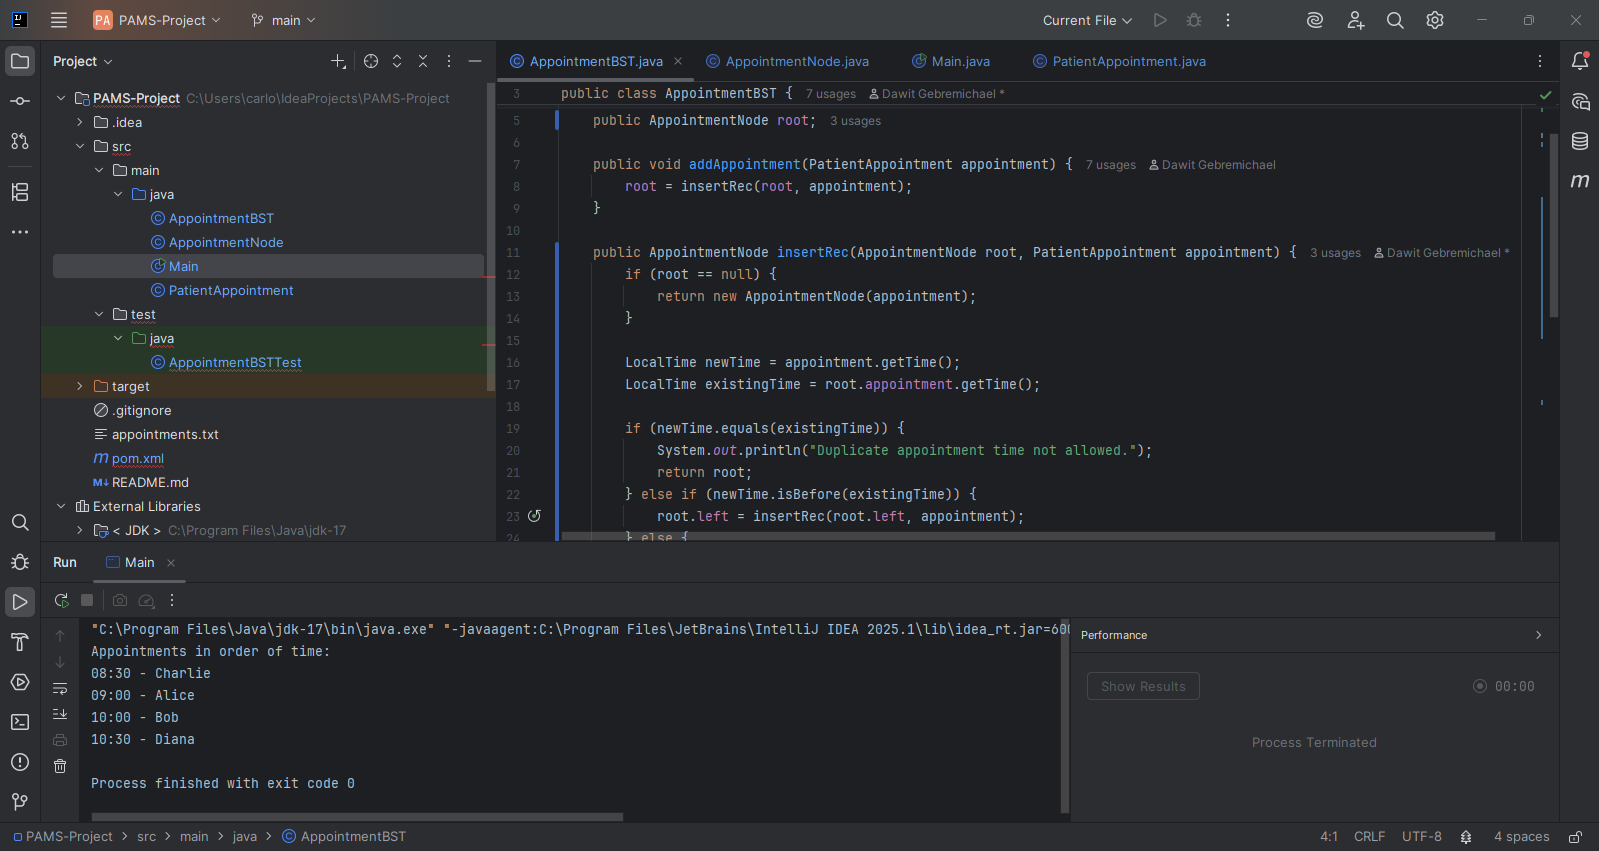 PA PAMS-Project main Current File
Project
AppointmentBST.java AppointmentNode.java Main.java PatientAppointment.java
PAMS-Project C:\Users\carlo\IdeaProjects\PAMS-Project
.idea
src
main
java
AppointmentBST
AppointmentNode
Main
PatientAppointment
test
java
AppointmentBSTTest
target
.gitignore
appointments.txt
m pom.xml
M↓ README.md
External Libraries
< JDK > C:\Program Files\Java\jdk-17
3 public class AppointmentBST { 7 usages Dawit Gebremichael *
5 public AppointmentNode root; 3 usages
6
7 public void addAppointment(PatientAppointment appointment) { 7 usages Dawit Gebremichael
8 root = insertRec(root, appointment);
9 }
10
11 public AppointmentNode insertRec(AppointmentNode root, PatientAppointment appointment) { 3 usages Dawit Gebremichael *
12 if (root == null) {
13 return new AppointmentNode(appointment);
14 }
15
16 LocalTime newTime = appointment.getTime();
17 LocalTime existingTime = root.appointment.getTime();
18
19 if (newTime.equals(existingTime)) {
20 System.out.println("Duplicate appointment time not allowed.");
21 return root;
22 } else if (newTime.isBefore(existingTime)) {
23 root.left = insertRec(root.left, appointment);
24 } else {
Run Main
"C:\Program Files\Java\jdk-17\bin\java.exe" "-javaagent:C:\Program Files\JetBrains\IntelliJ IDEA 2025.1\lib\idea_rt.jar=600
Appointments in order of time:
08:30 - Charlie
09:00 - Alice
10:00 - Bob
10:30 - Diana
Process finished with exit code 0
Performance
Show Results 00:00
Process Terminated
PAMS-Project > src > main > java > AppointmentBST 4:1 CRLF UTF-8 4 spaces